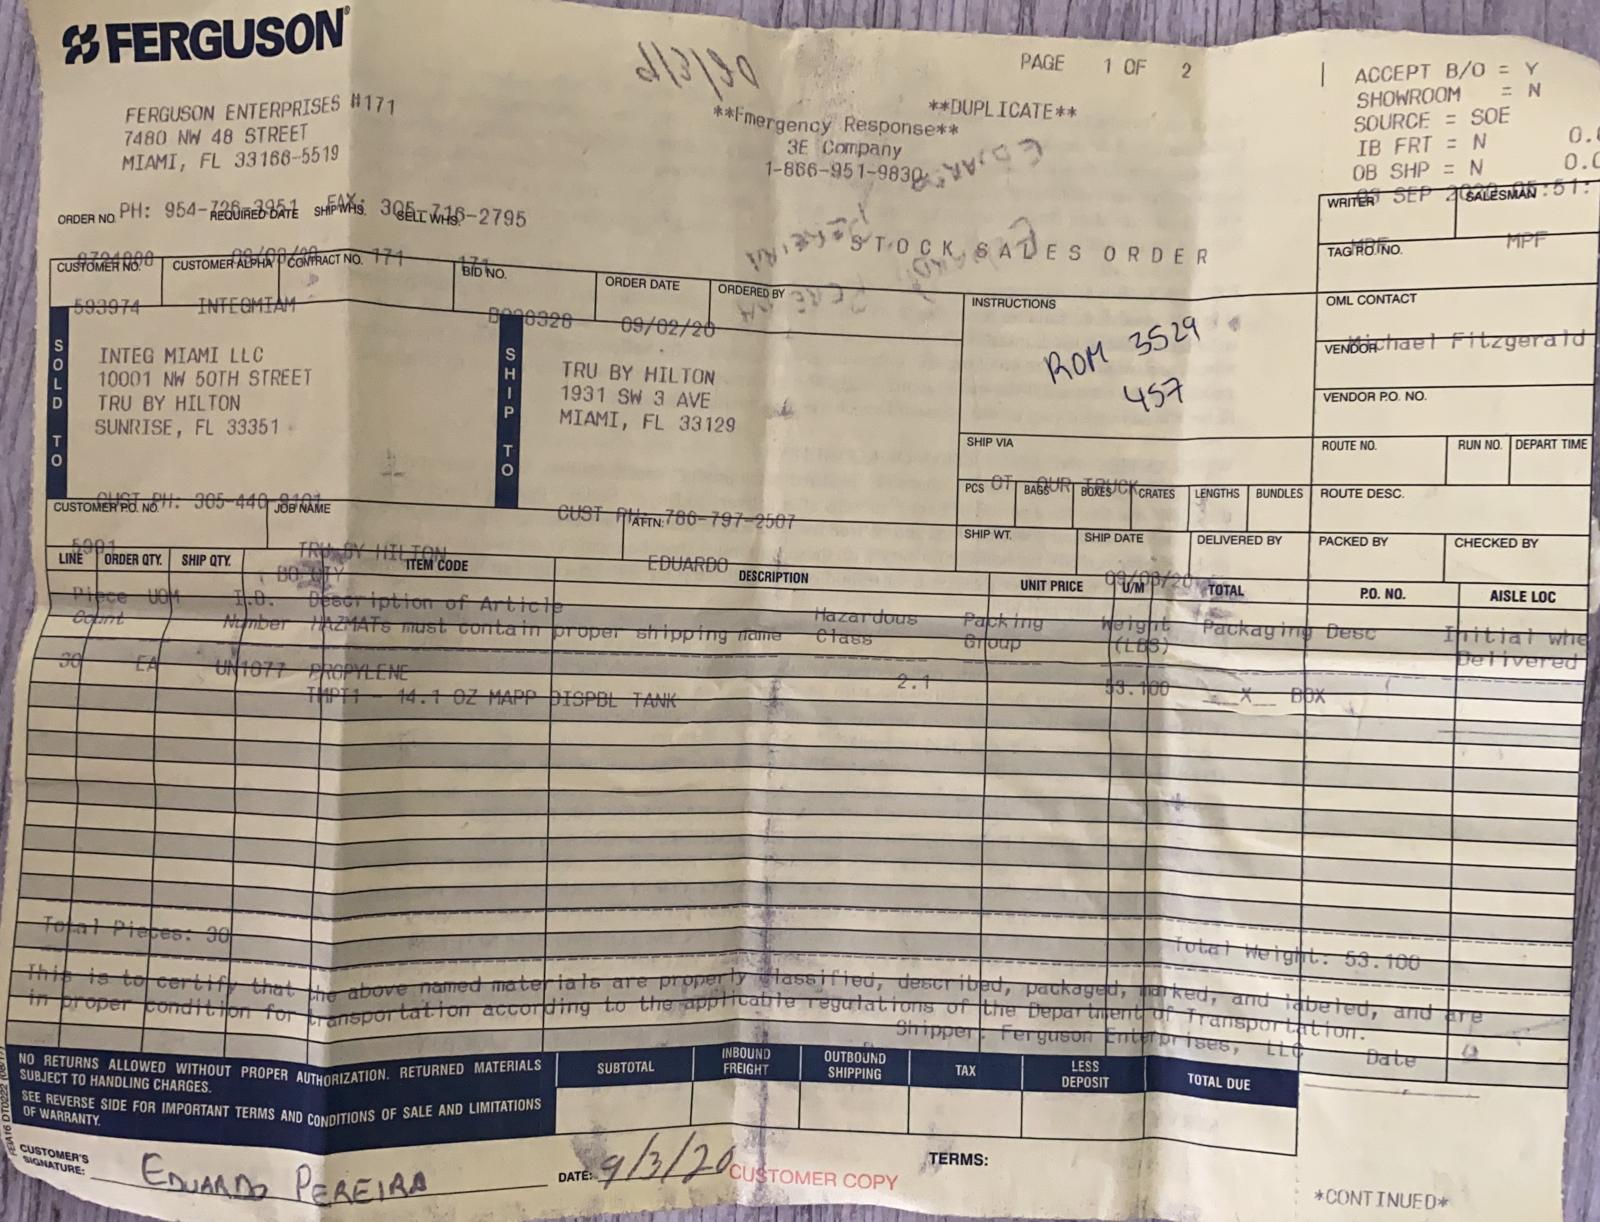 FERGUSON
PAGE 1 OF 2
ACCEPT B/O = Y
SHOWROOM = N
SOURCE = SOE
IB FRT = N
OB SHP = N
FERGUSON ENTERPRISES #171
7480 NW 48 STREET
MIAMI, FL 33166-5519
**DUPLICATE**
**Emergency Response**
3E Company
1-866-951-9830
PH: 954-726-3951 FAX: 305-716-2795
ORDER NO. REQUIRED DATE SHIP WHS. SELL WHS.
171 171
STOCK SALES ORDER
03 SEP 2020 05:51:
WRITER SALESMAN
MPF MPF
TAG RO. NO.
OML CONTACT
Michael Fitzgerald
VENDOR
VENDOR P.O. NO.
CUSTOMER NO. CUSTOMER ALPHA CONTRACT NO. BID NO. ORDER DATE ORDERED BY
593974 INTEGMIAM B090328 09/02/20
INSTRUCTIONS
ROM 3529
457
SOLD TO
INTEG MIAMI LLC
10001 NW 50TH STREET
TRU BY HILTON
SUNRISE, FL 33351
CUST PH: 305-440-8101
SHIP TO
TRU BY HILTON
1931 SW 3 AVE
MIAMI, FL 33129
CUST PH: 786-797-2507
SHIP VIA
OT OUR TRUCK
ROUTE NO. RUN NO. DEPART TIME
PCS BAGS BOXES CRATES LENGTHS BUNDLES ROUTE DESC.
CUSTOMER P.O. NO. JOB NAME ATTN:
5901 TRU BY HILTON EDUARDO
SHIP WT. SHIP DATE DELIVERED BY PACKED BY CHECKED BY
09/03/20
LINE ORDER QTY. SHIP QTY. BO QTY ITEM CODE DESCRIPTION UNIT PRICE U/M TOTAL P.O. NO. AISLE LOC
Piece UOM I.D. Description of Article Hazardous Packing Weight Packaging Desc Initial whe
Count Number HAZMATs must contain proper shipping name Class Group (LBS) Delivered
30 EA UN1077 PROPYLENE 2.1 53.100 __X__ BOX
TMPT1 - 14.1 OZ MAPP DISPBL TANK
Total Pieces: 30 Total Weight: 53.100
This is to certify that the above named materials are properly classified, described, packaged, marked, and labeled, and are
in proper condition for transportation according to the applicable regulations of the Department of Transportation.
Shipper: Ferguson Enterprises, LLC Date
NO RETURNS ALLOWED WITHOUT PROPER AUTHORIZATION. RETURNED MATERIALS
SUBJECT TO HANDLING CHARGES.
SEE REVERSE SIDE FOR IMPORTANT TERMS AND CONDITIONS OF SALE AND LIMITATIONS
OF WARRANTY.
SUBTOTAL INBOUND FREIGHT OUTBOUND SHIPPING TAX LESS DEPOSIT TOTAL DUE
CUSTOMER'S SIGNATURE: EDUARDO PEREIRA DATE: 9/3/20 CUSTOMER COPY TERMS:
*CONTINUED*